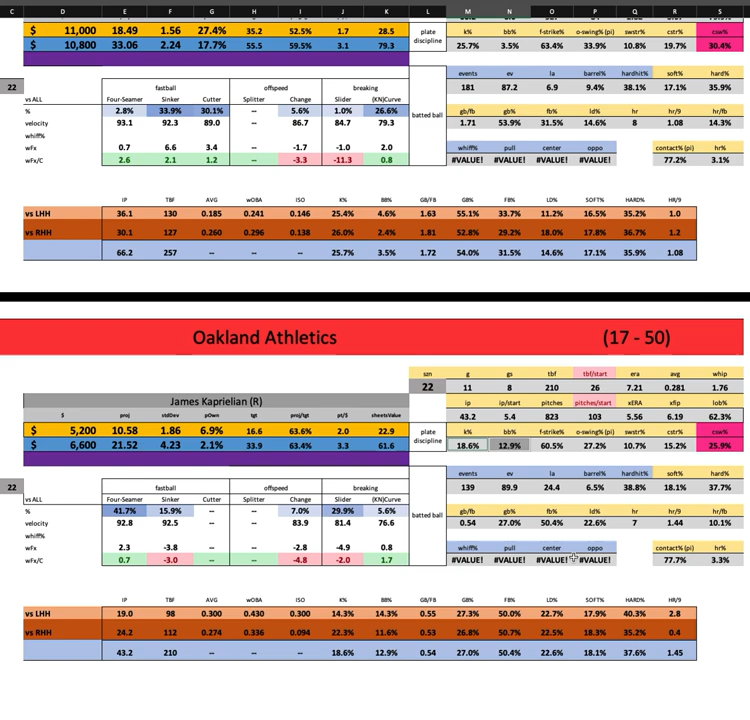 C D E F G H I J K L M N O P Q R S
$ 11,000 18.49 1.56 27.4% 35.2 52.5% 1.7 28.5 plate discipline k% bb% f-strike% o-swing% (pi) swstr% cstr% csw%
$ 10,800 33.06 2.24 17.7% 55.5 59.5% 3.1 79.3 25.7% 3.5% 63.4% 33.9% 10.8% 19.7% 30.4%
events ev la barrel% hardhit% soft% hard%
22 fastball offspeed breaking 181 87.2 6.9 9.4% 38.1% 17.1% 35.9%
vs ALL Four-Seamer Sinker Cutter Splitter Change Slider (KN)Curve
% 2.8% 33.9% 30.1% -- 5.6% 1.0% 26.6% batted ball gb/fb gb% fb% ld% hr hr/9 hr/fb
velocity 93.1 92.3 89.0 -- 86.7 84.7 79.3 1.71 53.9% 31.5% 14.6% 8 1.08 14.3%
whiff%
wFx 0.7 6.6 3.4 -1.7 -1.0 2.0 whiff% pull center oppo contact% (pi) hr%
wFx/C 2.6 2.1 1.2 -- -3.3 -11.3 0.8 #VALUE! #VALUE! #VALUE! #VALUE! 77.2% 3.1%
IP TBF AVG wOBA ISO K% BB% GB/FB GB% FB% LD% SOFT% HARD% HR/9
vs LHH 36.1 130 0.185 0.241 0.146 25.4% 4.6% 1.63 55.1% 33.7% 11.2% 16.5% 35.2% 1.0
vs RHH 30.1 127 0.260 0.296 0.138 26.0% 2.4% 1.81 52.8% 29.2% 18.0% 17.8% 36.7% 1.2
66.2 257 -- -- 25.7% 3.5% 1.72 54.0% 31.5% 14.6% 17.1% 35.9% 1.08
Oakland Athletics (17 - 50)
szn g gs tbf tbf/start era avg whip
22 11 8 210 26 7.21 0.281 1.76
James Kaprielian (R) ip ip/start pitches pitches/start xERA xfip lob%
$ proj stdDev pOwn tgt proj/tgt pt/$ sheetsValue 43.2 5.4 823 103 5.56 6.19 62.3%
$ 5,200 10.58 1.86 6.9% 16.6 63.6% 2.0 22.9 plate discipline k% bb% f-strike% o-swing% (pi) swstr% cstr% csw%
$ 6,600 21.52 4.23 2.1% 33.9 63.4% 3.3 61.6 18.6% 12.9% 60.5% 27.2% 10.7% 15.2% 25.9%
events ev la barrel% hardhit% soft% hard%
22 fastball offspeed breaking 139 89.9 24.4 6.5% 38.8% 18.1% 37.7%
vs ALL Four-Seamer Sinker Cutter Splitter Change Slider (KN)Curve
% 41.7% 15.9% -- -- 7.0% 29.9% 5.6% batted ball gb/fb gb% fb% ld% hr hr/9 hr/fb
velocity 92.8 92.5 -- -- 83.9 81.4 76.6 0.54 27.0% 50.4% 22.6% 7 1.44 10.1%
whiff%
wFx 2.3 -3.8 -- -- -2.8 -4.9 0.8 whiff% pull center oppo contact% (pi) hr%
wFx/C 0.7 -3.0 -- -- -4.8 -2.0 1.7 #VALUE! #VALUE! #VALUE! #VALUE! 77.7% 3.3%
IP TBF AVG wOBA ISO K% BB% GB/FB GB% FB% LD% SOFT% HARD% HR/9
vs LHH 19.0 98 0.300 0.430 0.300 14.3% 14.3% 0.55 27.3% 50.0% 22.7% 17.9% 40.3% 2.8
vs RHH 24.2 112 0.274 0.336 0.094 22.3% 11.6% 0.53 26.8% 50.7% 22.5% 18.3% 35.2% 0.4
43.2 210 -- -- 18.6% 12.9% 0.54 27.0% 50.4% 22.6% 18.1% 37.6% 1.45